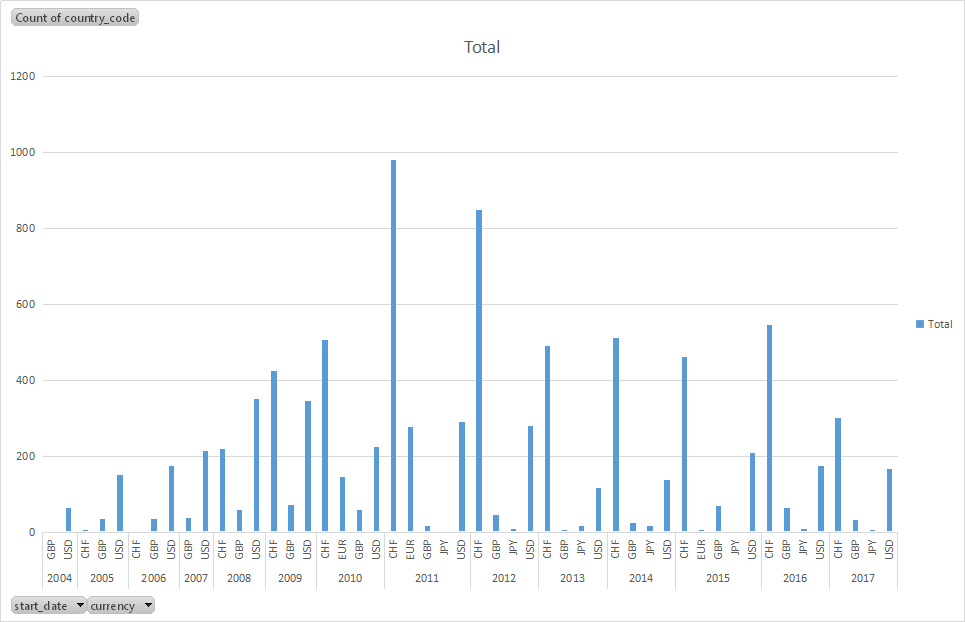 Count of country_code
Total
1200
1000
800
600
400
200
0
Total
GBP USD CHF GBP USD CHF GBP USD GBP USD CHF GBP USD CHF GBP USD CHF EUR GBP USD CHF EUR GBP JPY USD CHF GBP JPY USD CHF GBP JPY USD CHF GBP JPY USD CHF EUR GBP JPY USD CHF GBP JPY USD CHF GBP JPY USD
2004 2005 2006 2007 2008 2009 2010 2011 2012 2013 2014 2015 2016 2017
start_date currency